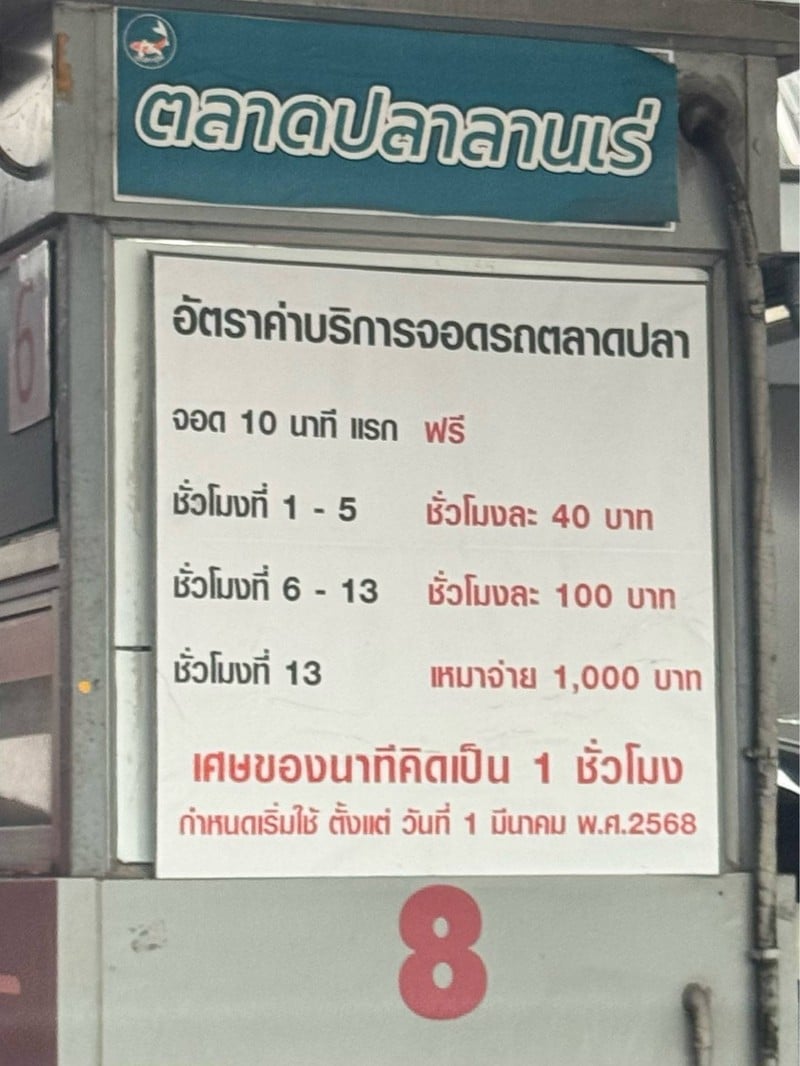 ตลาดปลาลานเร่
อัตราค่าบริการจอดรถตลาดปลา
จอด 10 นาที แรก ฟรี
ชั่วโมงที่ 1 - 5 ชั่วโมงละ 40 บาท
ชั่วโมงที่ 6 - 13 ชั่วโมงละ 100 บาท
ชั่วโมงที่ 13 เหมาจ่าย 1,000 บาท
เศษของนาทีคิดเป็น 1 ชั่วโมง
กำหนดเริ่มใช้ ตั้งแต่ วันที่ 1 มีนาคม พ.ศ.2568
8
6